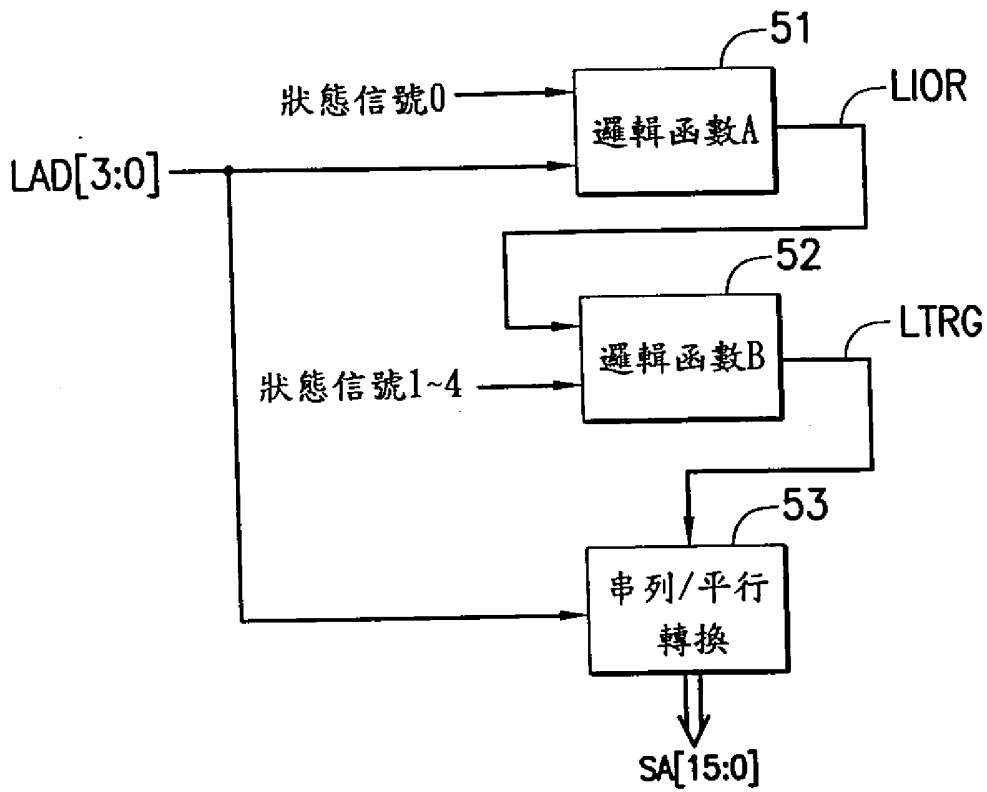 51
狀態信號0
邏輯函數A
LIOR
LAD[3:0]
52
邏輯函數B
LTRG
狀態信號1~4
53
串列/平行
轉換
SA[15:0]